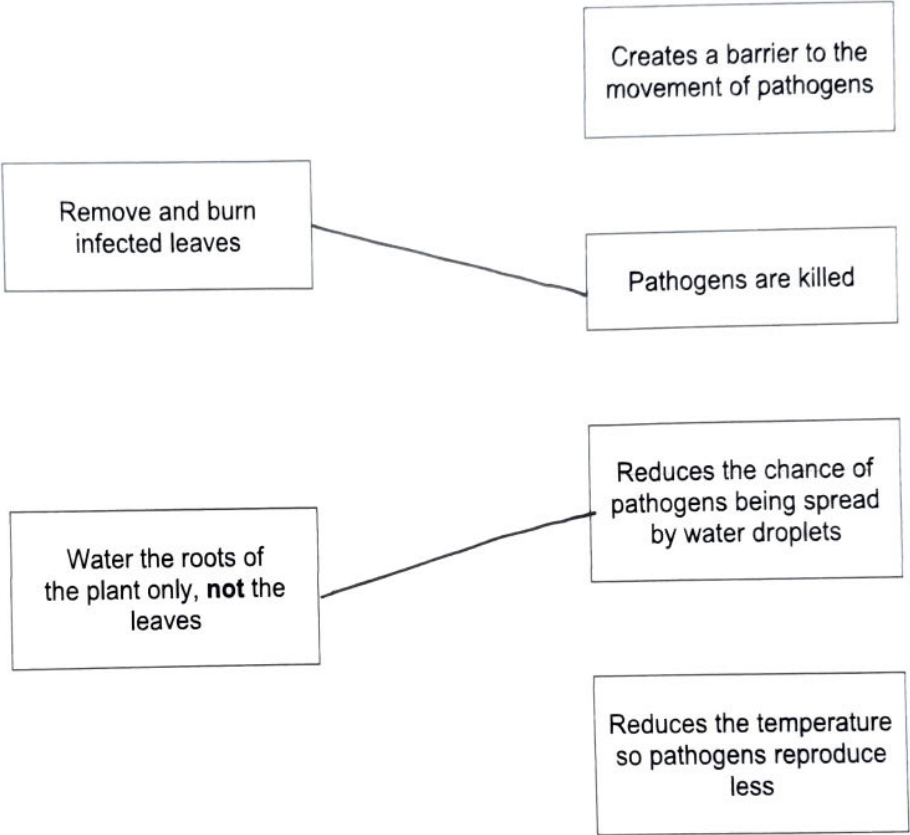 Creates a barrier to the
movement of pathogens
Remove and burn
infected leaves
Pathogens are killed
Reduces the chance of
pathogens being spread
by water droplets
Water the roots of
the plant only, not the
leaves
Reduces the temperature
so pathogens reproduce
less